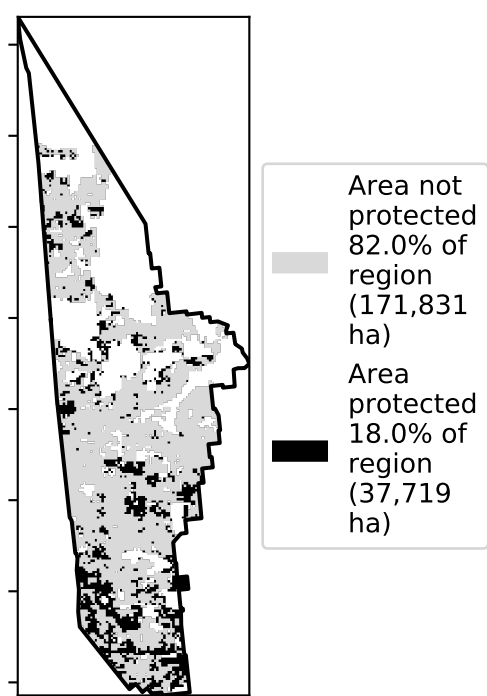 Area not
protected
82.0% of
region
(171,831
ha)
Area
protected
18.0% of
region
(37,719
ha)